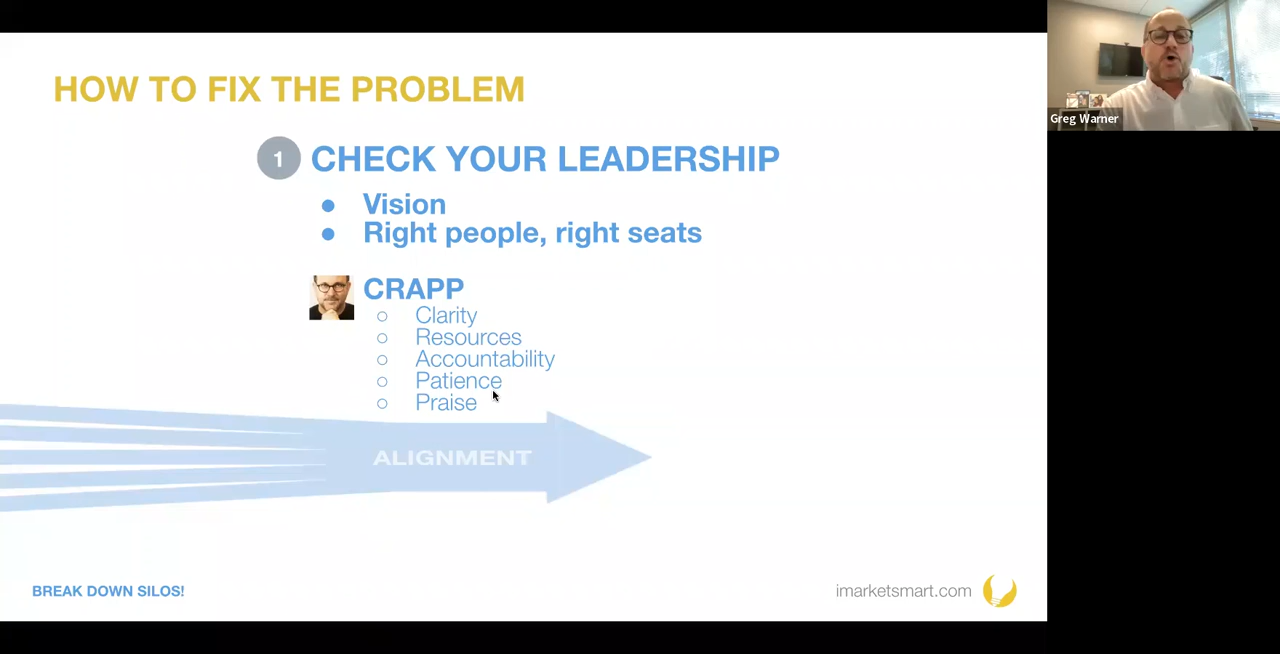 HOW TO FIX THE PROBLEM
1 CHECK YOUR LEADERSHIP
● Vision
● Right people, right seats
CRAPP
○ Clarity
○ Resources
○ Accountability
○ Patience
○ Praise
ALIGNMENT
BREAK DOWN SILOS!
imarketsmart.com
Greg Warner